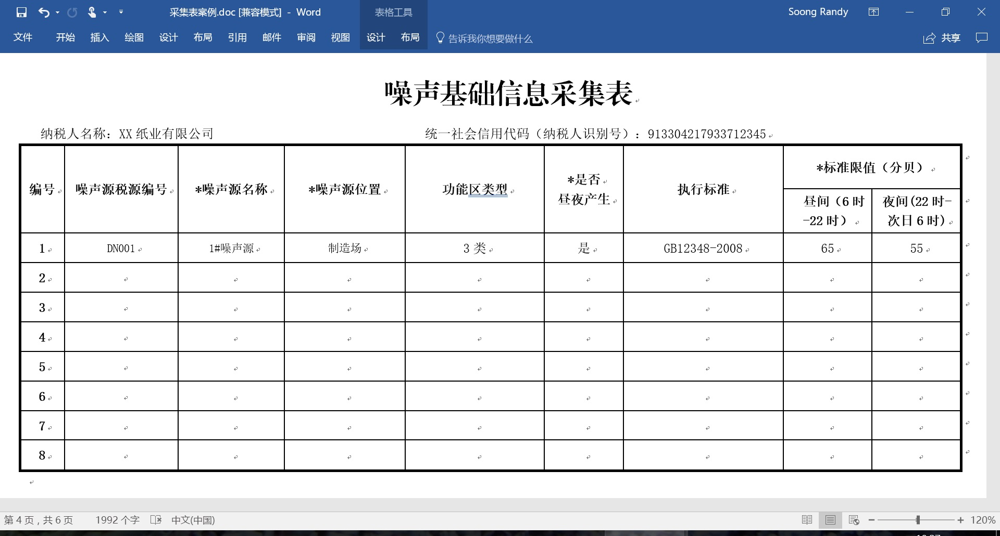 采集表案例.doc [兼容模式] - Word
表格工具
Soong Randy
文件 开始 插入 绘图 设计 布局 引用 邮件 审阅 视图 设计 布局 告诉我你想要做什么 共享
噪声基础信息采集表
纳税人名称：XX 纸业有限公司 统一社会信用代码（纳税人识别号）：913304217933712345
编号 噪声源税源编号 *噪声源名称 *噪声源位置 功能区类型 *是否 昼夜产生 执行标准 *标准限值（分贝）
昼间（6 时 夜间(22 时-
-22 时） 次日 6 时)
1 DN001 1#噪声源 制造场 3 类 是 GB12348-2008 65 55
2
3
4
5
6
7
8
第 4 页，共 6 页 1992 个字 中文(中国) 120%